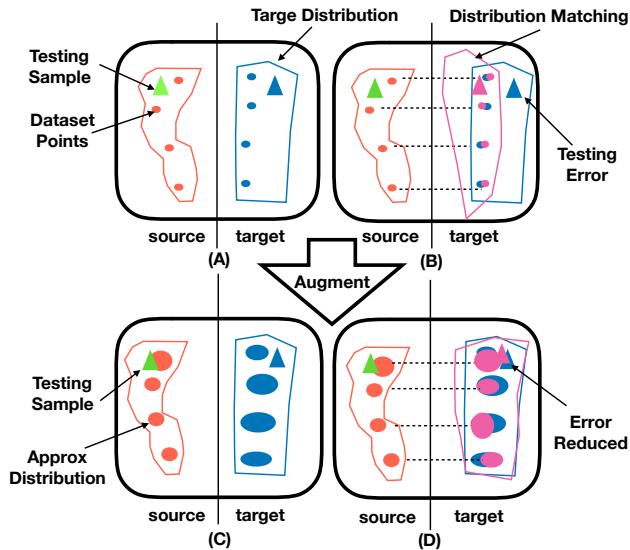 Targe Distribution
Distribution Matching
Testing
Sample
Dataset
Points
Testing
Error
source
target
source
target
(A)
(B)
Augment
Testing
Sample
Approx
Distribution
Error
Reduced
source
target
source
target
(C)
(D)